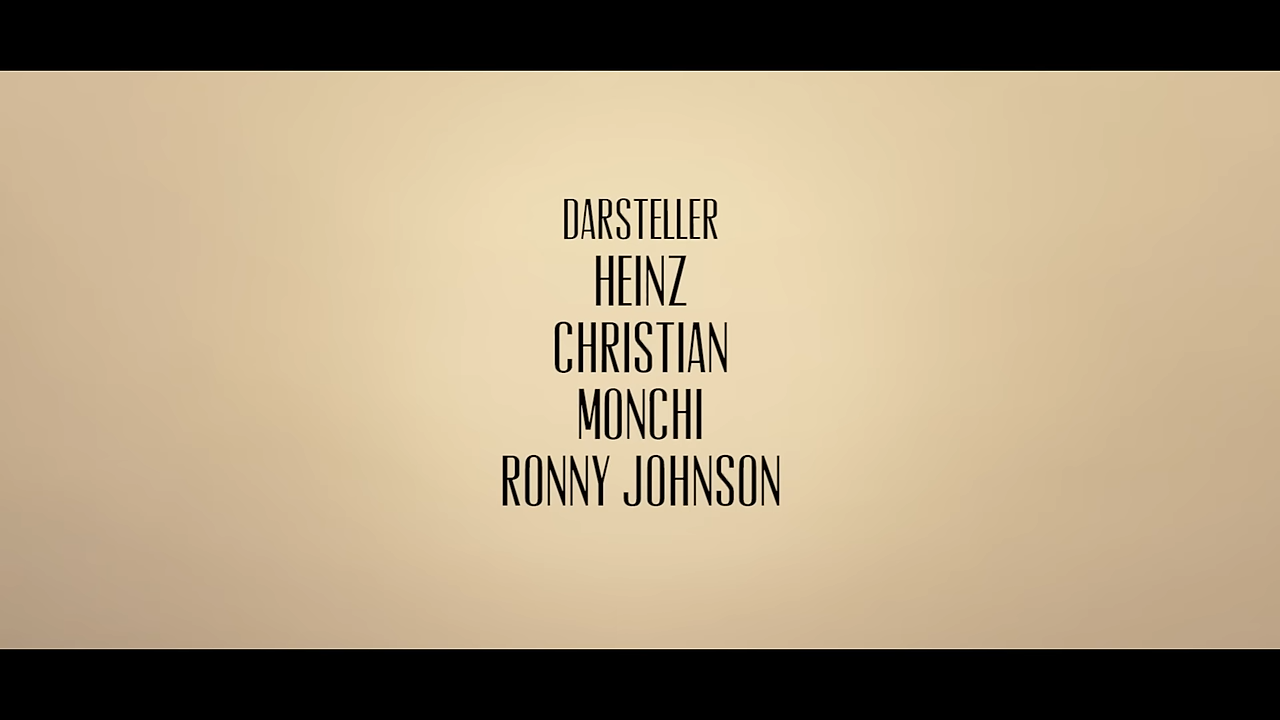 DARSTELLER
HEINZ
CHRISTIAN
MONCHI
RONNY JOHNSON